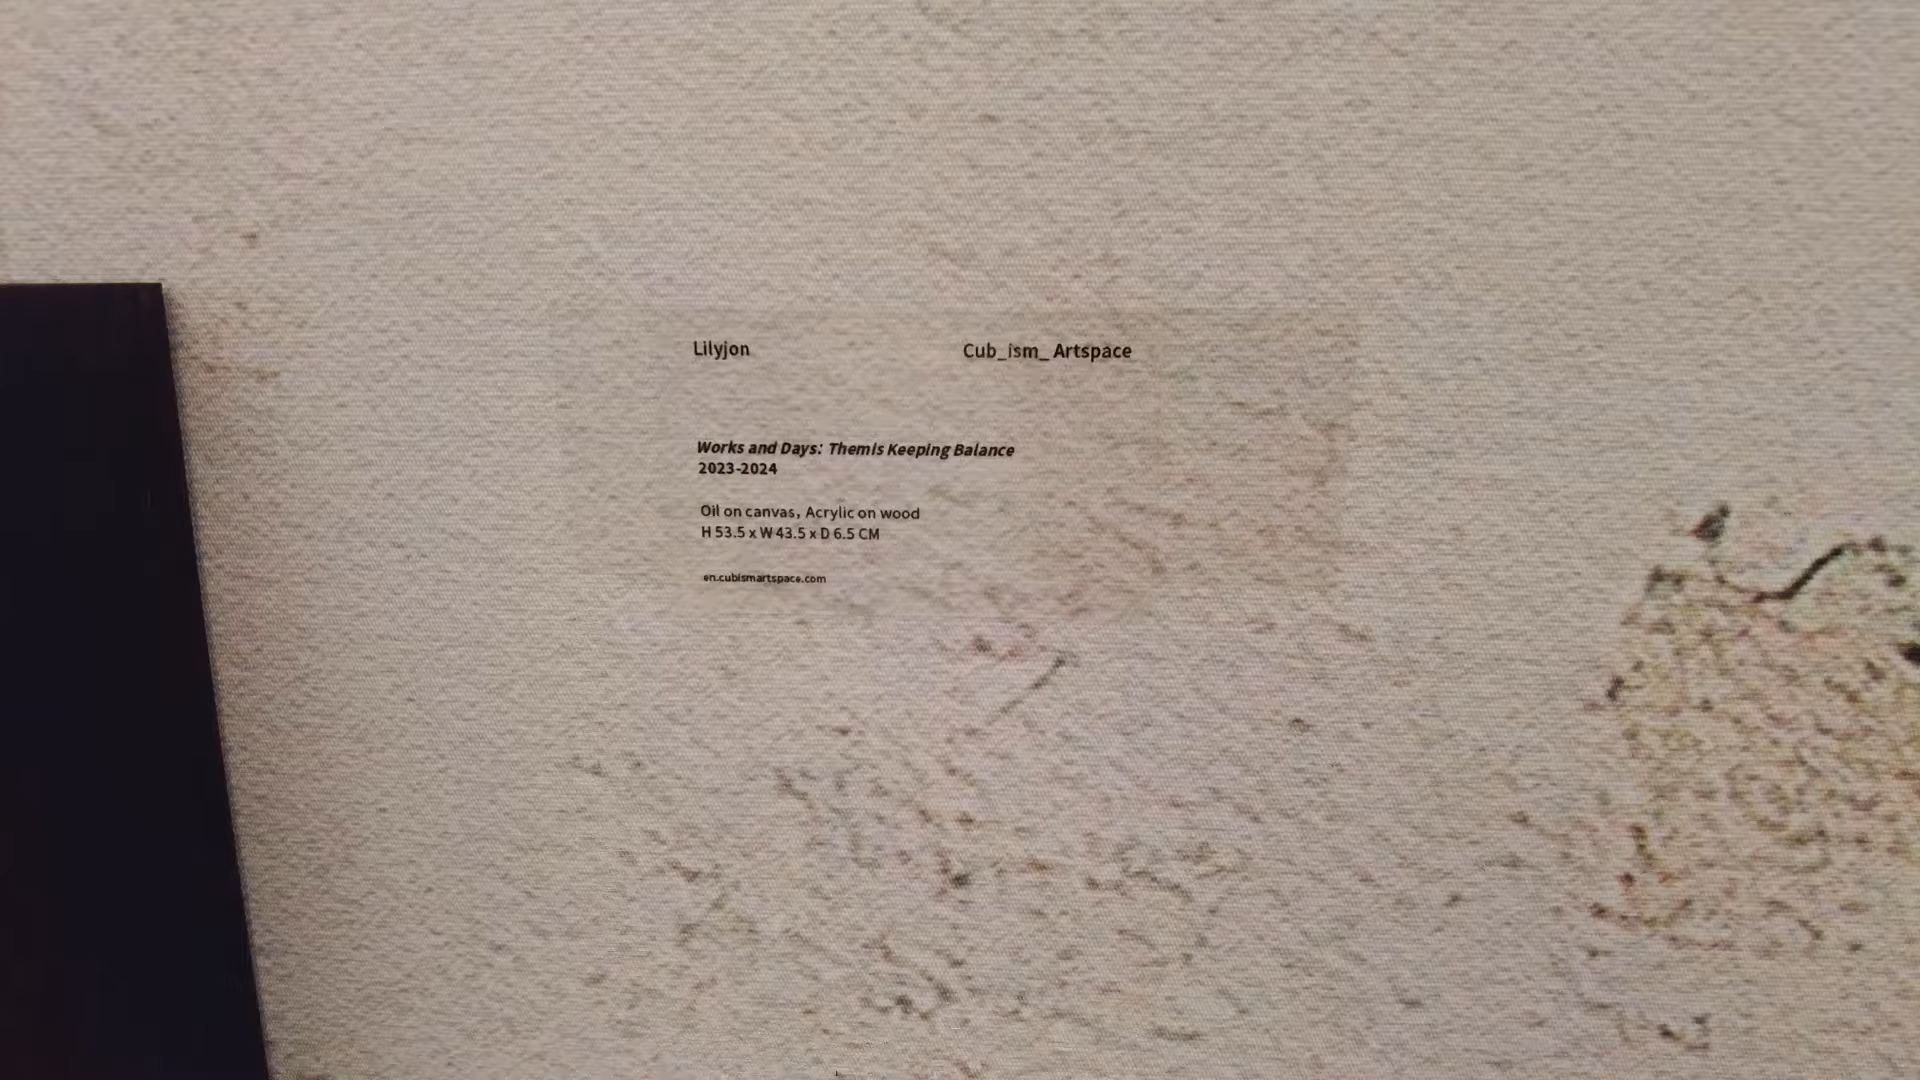 Lilyjon
Cub_ism_ Artspace
Works and Days: Themis Keeping Balance
2023-2024
Oil on canvas, Acrylic on wood
H 53.5 x W 43.5 x D 6.5 CM
en.cubismartspace.com